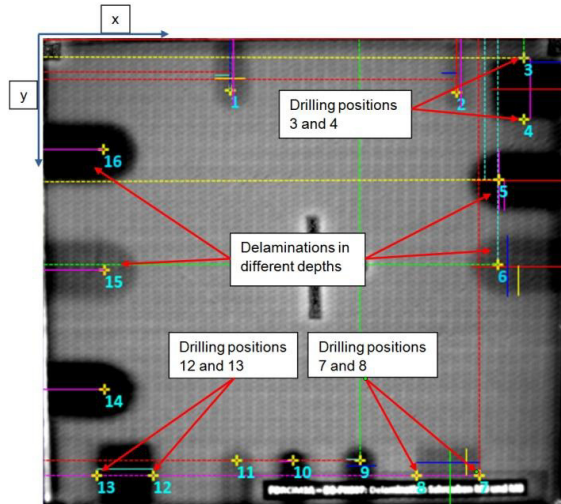 x
y
1
2
3
Drilling positions
3 and 4
4
16
5
Delaminations in
different depths
6
15
Drilling positions
12 and 13
Drilling positions
7 and 8
14
11
10
9
13
12
8
7